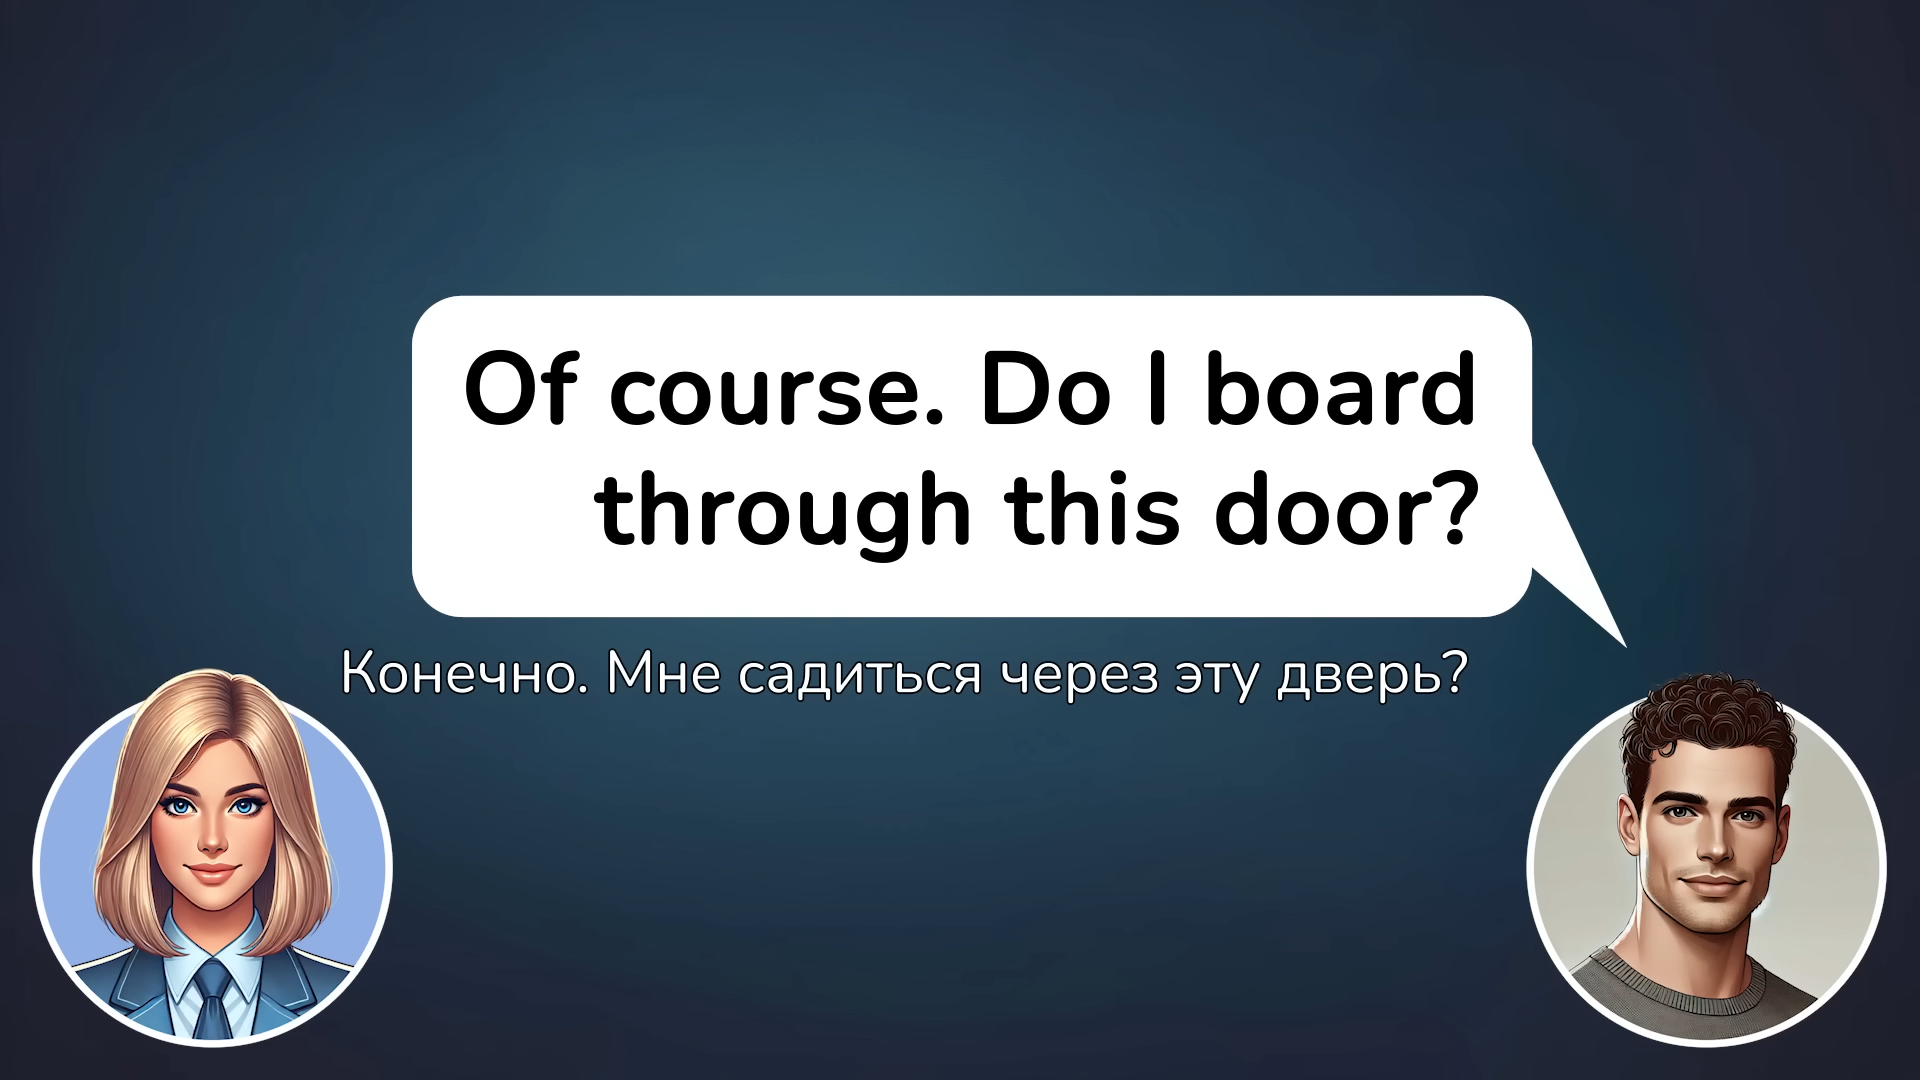 Of course. Do I board
through this door?
Конечно. Мне садиться через эту дверь?